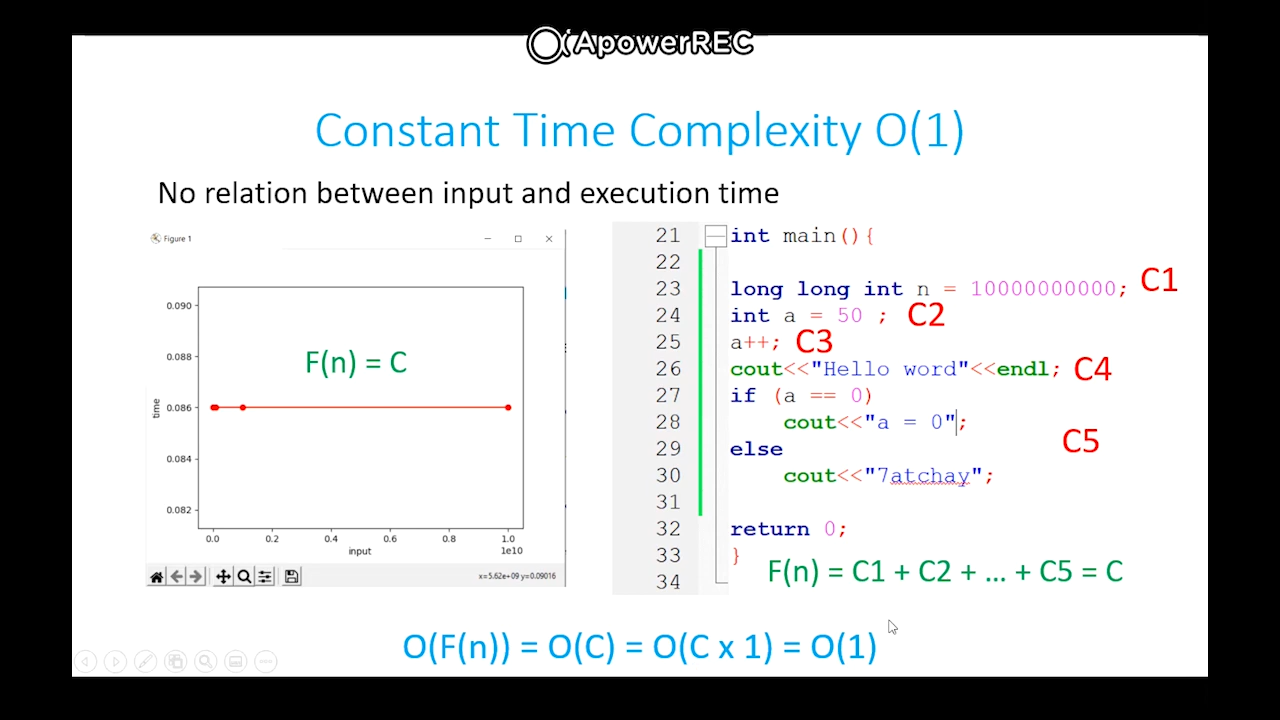 ApowerREC
Constant Time Complexity O(1)
No relation between input and execution time
Figure 1
0.090
0.088
0.086
0.084
0.082
time
F(n) = C
0.0 0.2 0.4 0.6 0.8 1.0
input
1e10
x=5.62e+09 y=0.09016
21 int main(){
22
23 long long int n = 10000000000; C1
24 int a = 50 ; C2
25 a++; C3
26 cout<<"Hello word"<<endl; C4
27 if (a == 0)
28 cout<<"a = 0";
C5
29 else
30 cout<<"7atchay";
31
32 return 0;
33 }
34
F(n) = C1 + C2 + ... + C5 = C
O(F(n)) = O(C) = O(C x 1) = O(1)